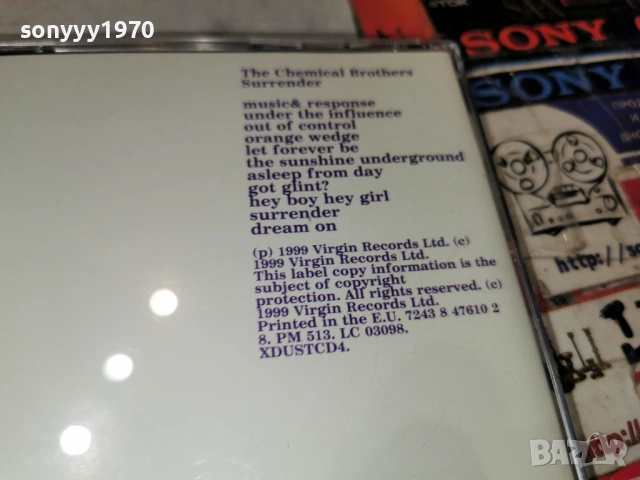 sonyyy1970
TDK
SONY
SONY
The Chemical Brothers
Surrender
music& response
under the influence
out of control
orange wedge
let forever be
the sunshine underground
asleep from day
got glint?
hey boy hey girl
surrender
dream on
(p) 1999 Virgin Records Ltd. (c)
1999 Virgin Records Ltd.
This label copy information is the
subject of copyright
protection. All rights reserved. (c)
1999 Virgin Records Ltd.
Printed in the E.U. 7243 8 47610 2
8. PM 513. LC 03098.
XDUSTCD4.
http://so
BAZAR